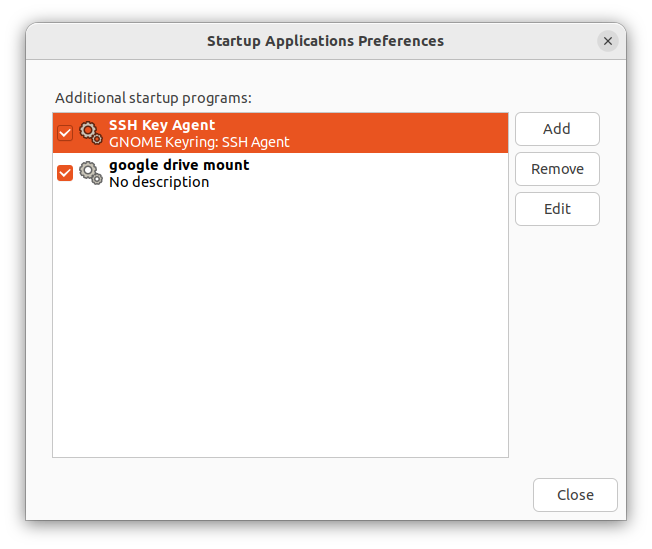 Startup Applications Preferences
Additional startup programs:
SSH Key Agent
GNOME Keyring: SSH Agent
google drive mount
No description
Add
Remove
Edit
Close